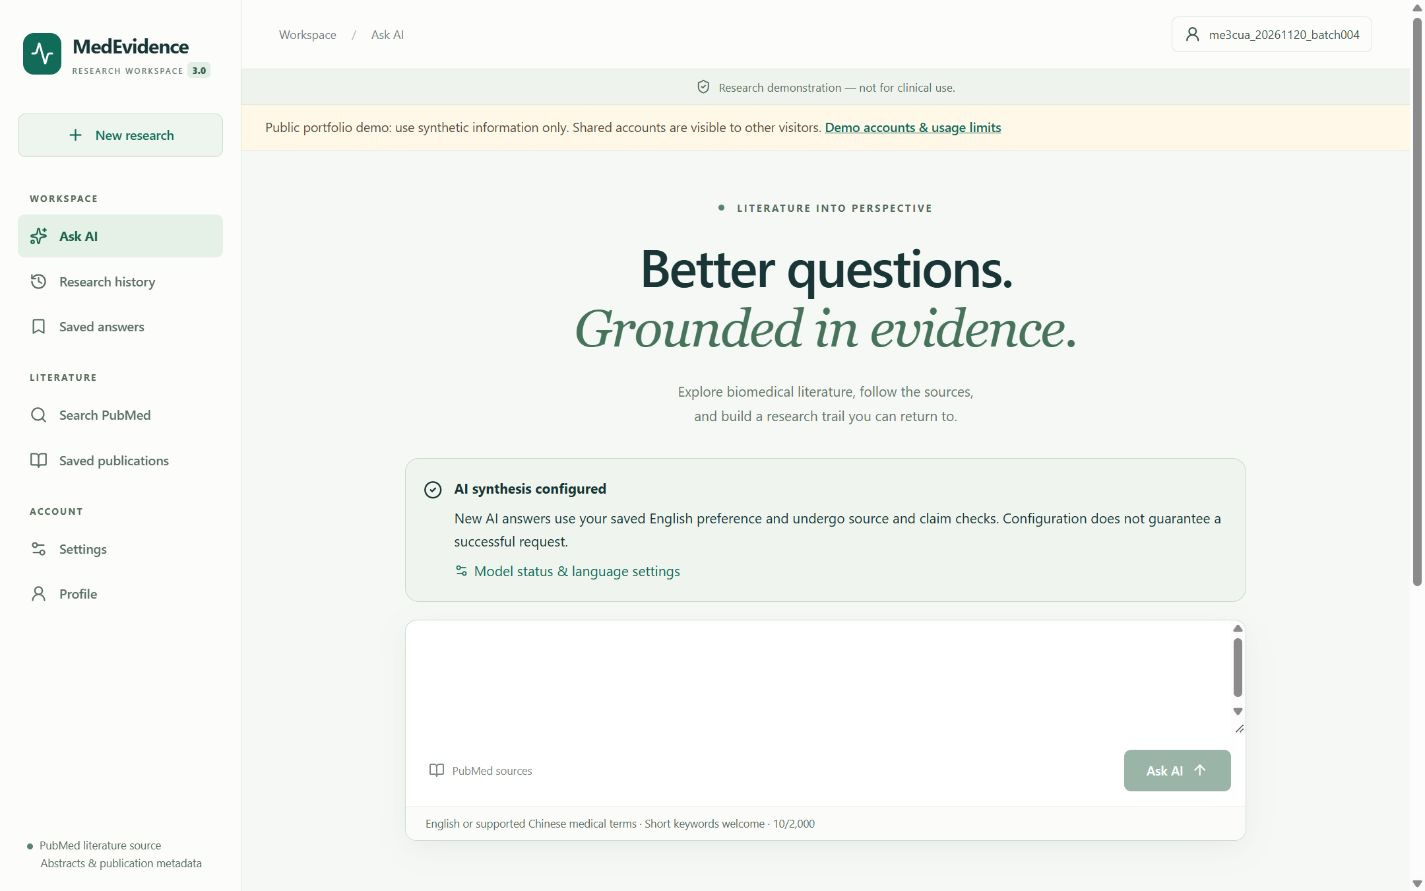 MedEvidence
RESEARCH WORKSPACE 3.0
New research
WORKSPACE
Ask AI
Research history
Saved answers
LITERATURE
Search PubMed
Saved publications
ACCOUNT
Settings
Profile
PubMed literature source
Abstracts & publication metadata
Workspace / Ask AI
me3cua_20261120_batch004
Research demonstration — not for clinical use.
Public portfolio demo: use synthetic information only. Shared accounts are visible to other visitors. Demo accounts & usage limits
LITERATURE INTO PERSPECTIVE
Better questions.
Grounded in evidence.
Explore biomedical literature, follow the sources,
and build a research trail you can return to.
AI synthesis configured
New AI answers use your saved English preference and undergo source and claim checks. Configuration does not guarantee a
successful request.
Model status & language settings
PubMed sources
Ask AI
English or supported Chinese medical terms · Short keywords welcome · 10/2,000